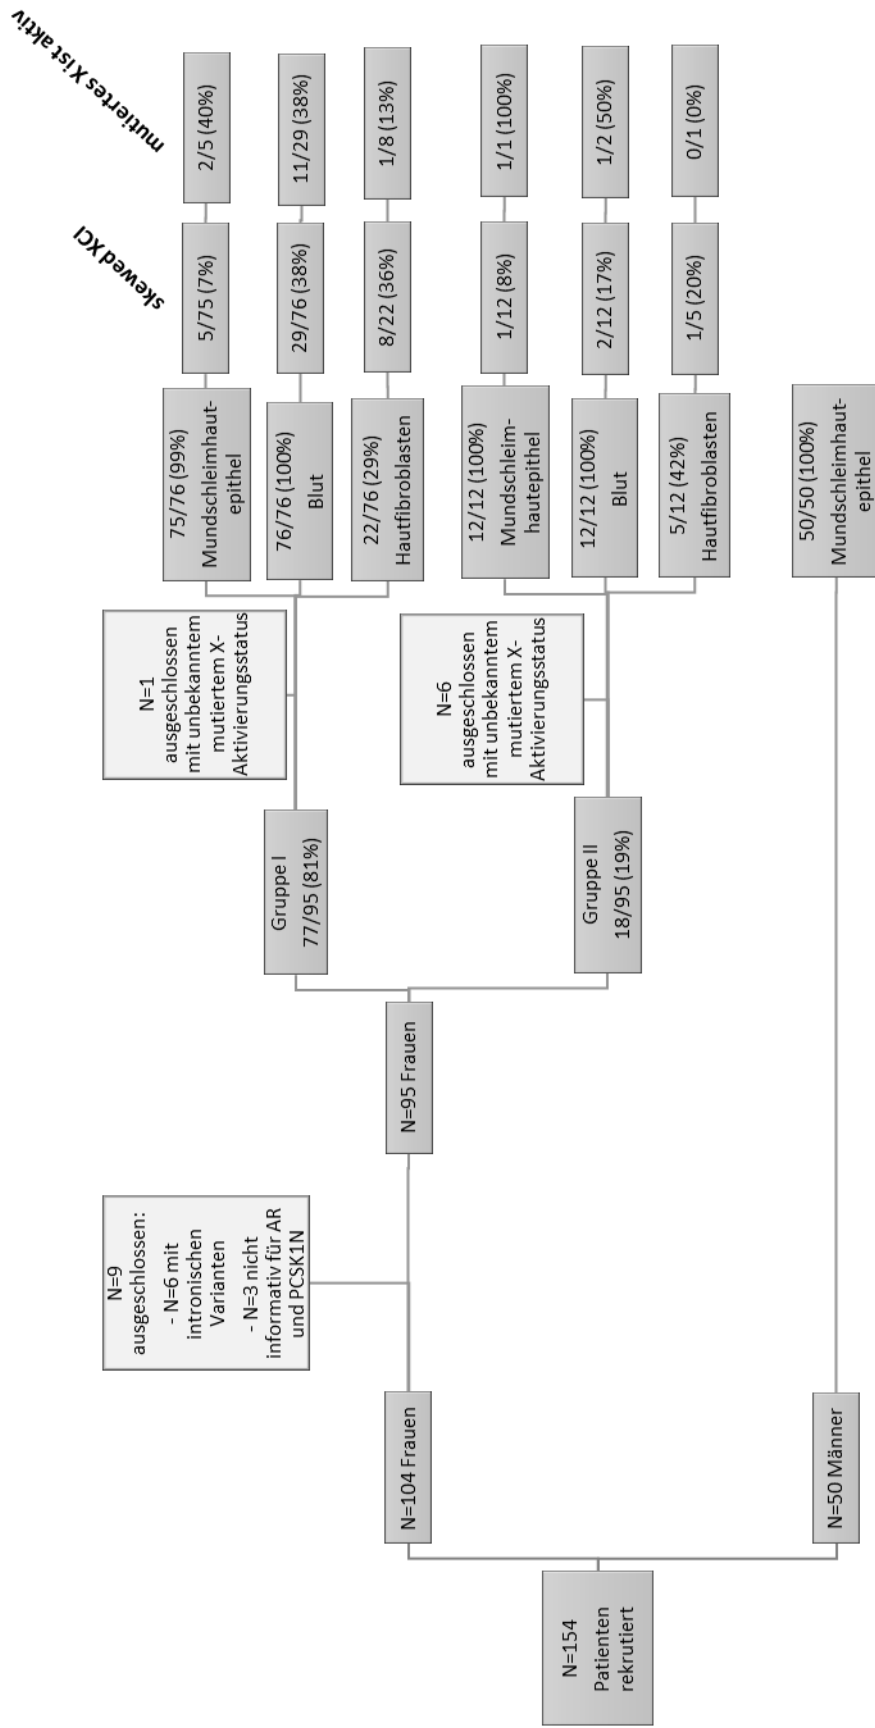 N=154
Patienten
rekrutiert
N=104 Frauen
N=50 Männer
N=9
ausgeschlossen:
- N=6 mit
intronischen
Varianten
- N=3 nicht
informativ für AR
und PCSK1N
N=95 Frauen
Gruppe I
77/95 (81%)
Gruppe II
18/95 (19%)
N=1
ausgeschlossen
mit unbekanntem
mutiertem X-
Aktivierungsstatus
N=6
ausgeschlossen
mit unbekanntem
mutiertem X-
Aktivierungsstatus
skewed XCI
mutiertes X ist aktiv
75/76 (99%)
Mundschleimhaut-
epithel
5/75 (7%)
2/5 (40%)
76/76 (100%)
Blut
29/76 (38%)
11/29 (38%)
22/76 (29%)
Hautfibroblasten
8/22 (36%)
1/8 (13%)
12/12 (100%)
Mundschleim-
hautepithel
1/12 (8%)
1/1 (100%)
12/12 (100%)
Blut
2/12 (17%)
1/2 (50%)
5/12 (42%)
Hautfibroblasten
1/5 (20%)
0/1 (0%)
50/50 (100%)
Mundschleimhaut-
epithel